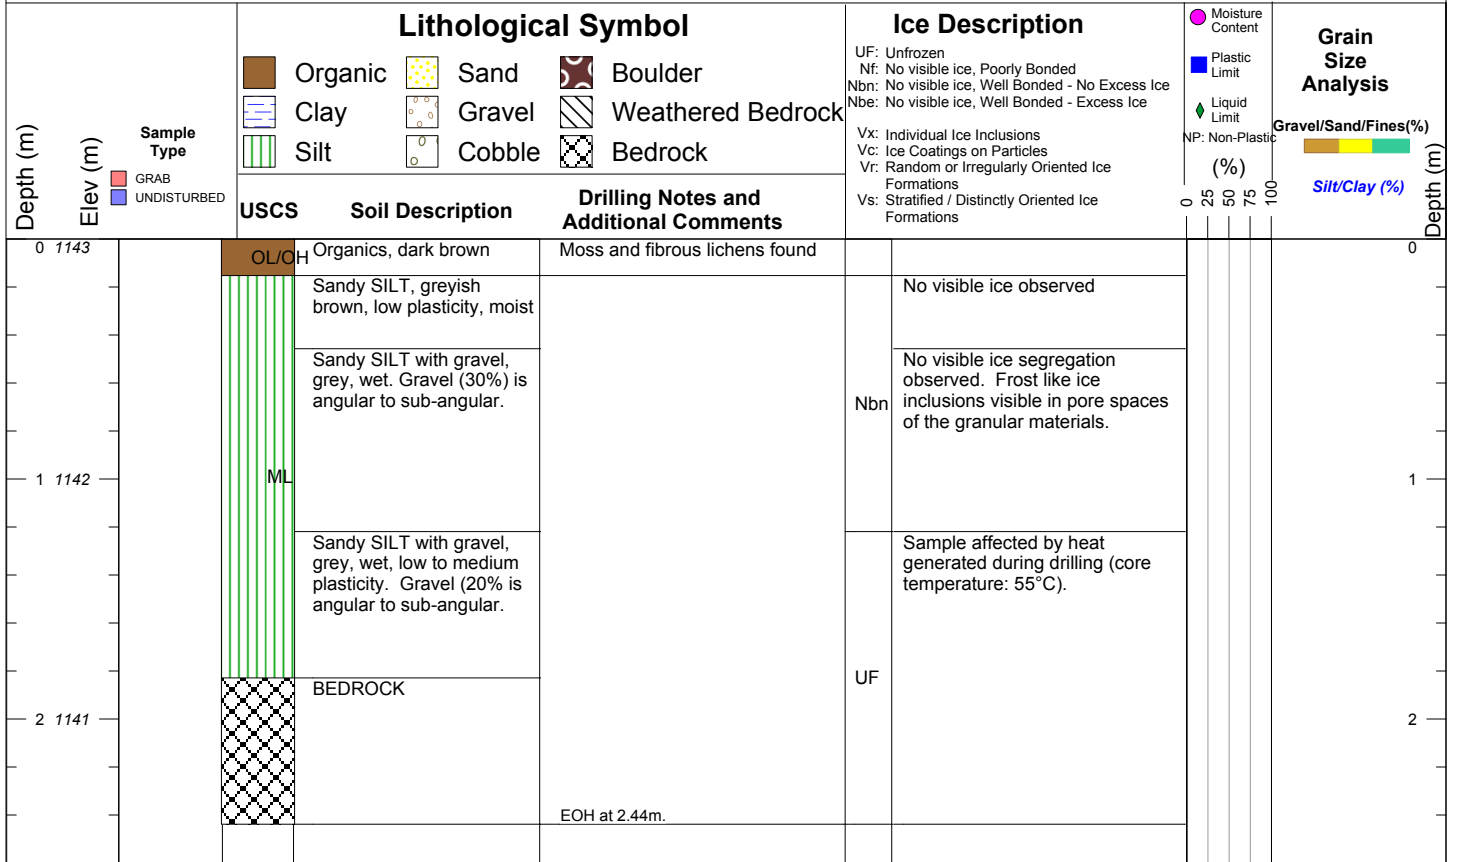 Depth (m)
Elev (m)
Sample
Type
GRAB
UNDISTURBED
Lithological Symbol
Organic
Sand
Boulder
Clay
Gravel
Weathered Bedrock
Silt
Cobble
Bedrock
USCS
Soil Description
Drilling Notes and
Additional Comments
Ice Description
UF: Unfrozen
Nf: No visible ice, Poorly Bonded
Nbn: No visible ice, Well Bonded - No Excess Ice
Nbe: No visible ice, Well Bonded - Excess Ice
Vx: Individual Ice Inclusions
Vc: Ice Coatings on Particles
Vr: Random or Irregularly Oriented Ice
Formations
Vs: Stratified / Distinctly Oriented Ice
Formations
Moisture
Content
Plastic
Limit
Liquid
Limit
NP: Non-Plastic
(%)
0 25 50 75 100
Grain
Size
Analysis
Gravel/Sand/Fines(%)
Silt/Clay (%)
Depth (m)
0 1143
OL/OH
Organics, dark brown
Moss and fibrous lichens found
0
Sandy SILT, greyish
brown, low plasticity, moist
No visible ice observed
Sandy SILT with gravel,
grey, wet. Gravel (30%) is
angular to sub-angular.
Nbn
No visible ice segregation
observed. Frost like ice
inclusions visible in pore spaces
of the granular materials.
1 1142
ML
1
Sandy SILT with gravel,
grey, wet, low to medium
plasticity. Gravel (20% is
angular to sub-angular.
Sample affected by heat
generated during drilling (core
temperature: 55°C).
UF
BEDROCK
2 1141
2
EOH at 2.44m.